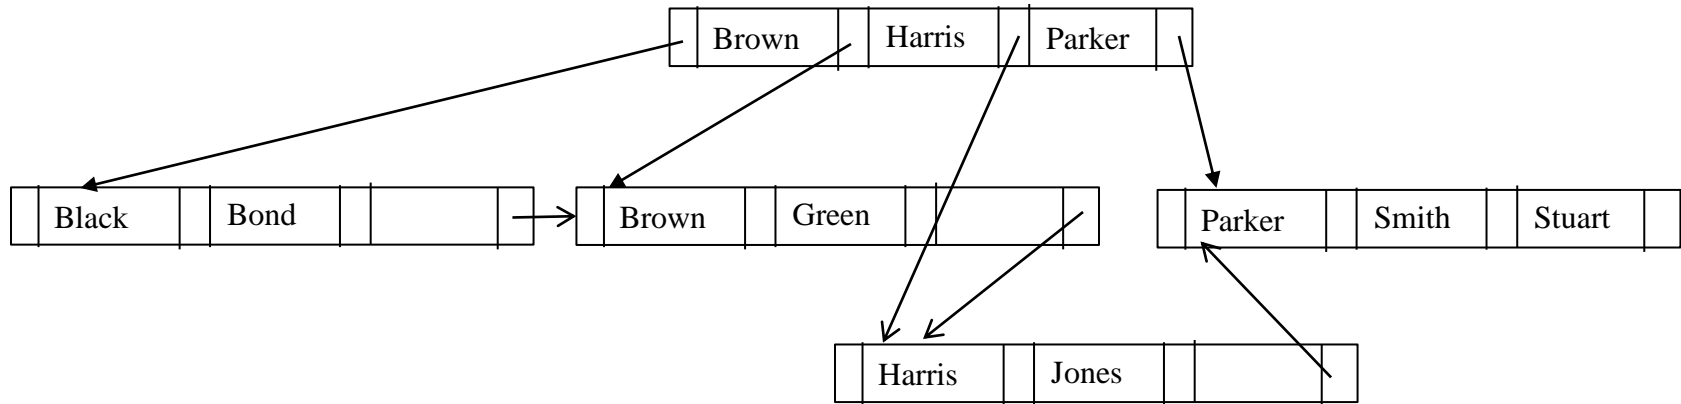 Brown Harris Parker
Black Bond Brown Green Parker Smith Stuart
Harris Jones